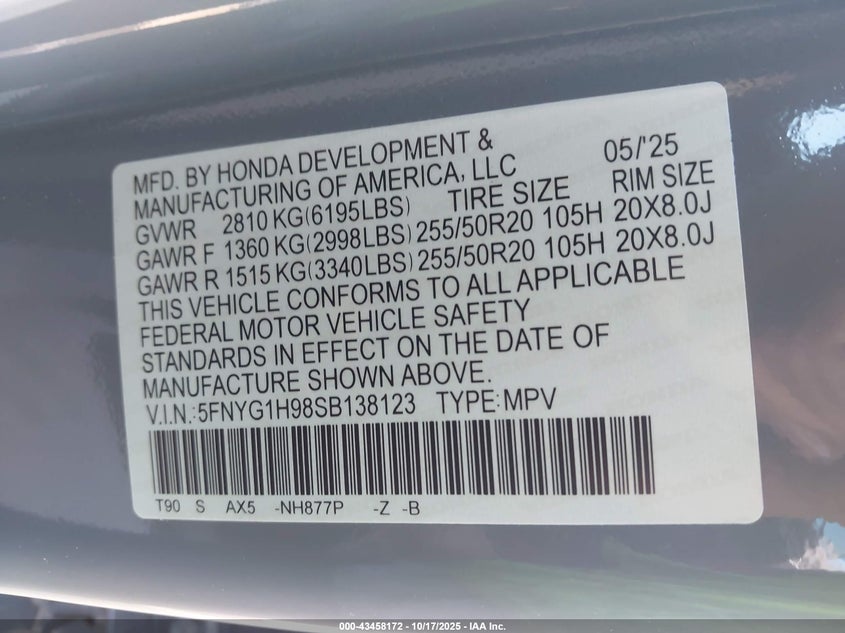 MFD. BY HONDA DEVELOPMENT & 05/'25
MANUFACTURING OF AMERICA, LLC
GVWR 2810 KG(6195LBS) TIRE SIZE RIM SIZE
GAWR F 1360 KG(2998LBS) 255/50R20 105H 20X8.0J
GAWR R 1515 KG(3340LBS) 255/50R20 105H 20X8.0J
THIS VEHICLE CONFORMS TO ALL APPLICABLE
FEDERAL MOTOR VEHICLE SAFETY
STANDARDS IN EFFECT ON THE DATE OF
MANUFACTURE SHOWN ABOVE.
V.I.N.:5FNYG1H98SB138123 TYPE:MPV
T90 S AX5 -NH877P -Z -B
000-43458172 | 10/17/2025 - IAA Inc.